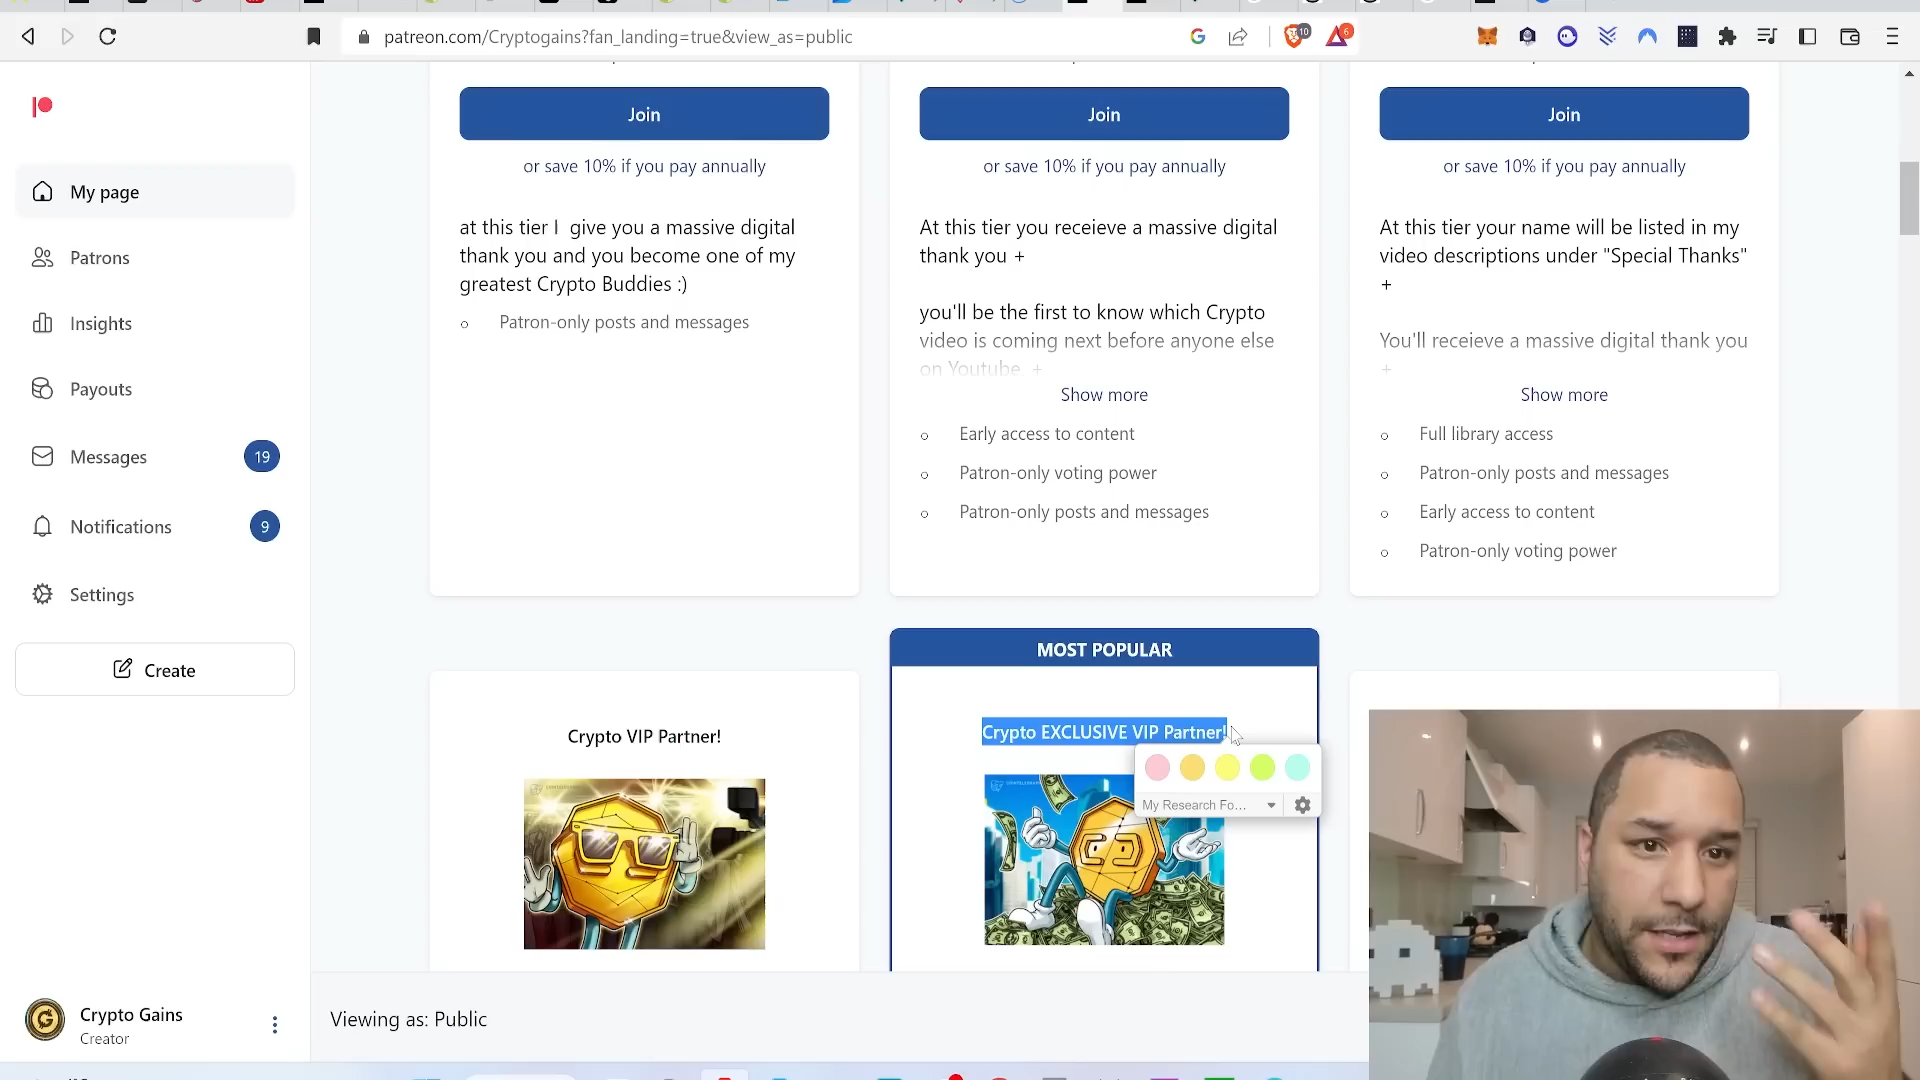 patreon.com/Cryptogains?fan_landing=true&view_as=public
10
6
My page
Patrons
Insights
Payouts
Messages
19
Notifications
9
Settings
Create
Crypto Gains
Creator
Join
or save 10% if you pay annually
at this tier I give you a massive digital
thank you and you become one of my
greatest Crypto Buddies :)
Patron-only posts and messages
Join
or save 10% if you pay annually
At this tier you receieve a massive digital
thank you +
you'll be the first to know which Crypto
video is coming next before anyone else
on Youtube +
Show more
Early access to content
Patron-only voting power
Patron-only posts and messages
Join
or save 10% if you pay annually
At this tier your name will be listed in my
video descriptions under "Special Thanks"
+
You'll receieve a massive digital thank you
+
Show more
Full library access
Patron-only posts and messages
Early access to content
Patron-only voting power
Crypto VIP Partner!
MOST POPULAR
Crypto EXCLUSIVE VIP Partner!
My Research Fo...
Viewing as: Public